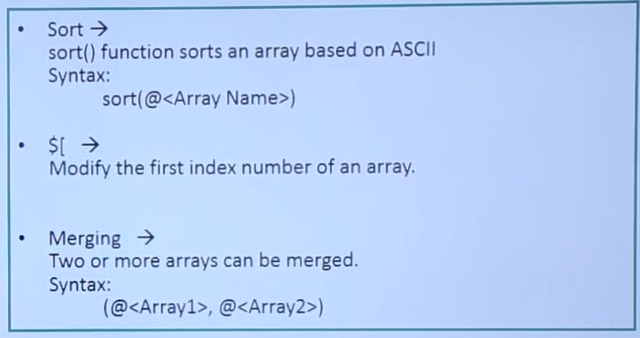 • Sort →
sort() function sorts an array based on ASCII
Syntax:
sort(@<Array Name>)
• $[ →
Modify the first index number of an array.
• Merging →
Two or more arrays can be merged.
Syntax:
(@<Array1>, @<Array2>)